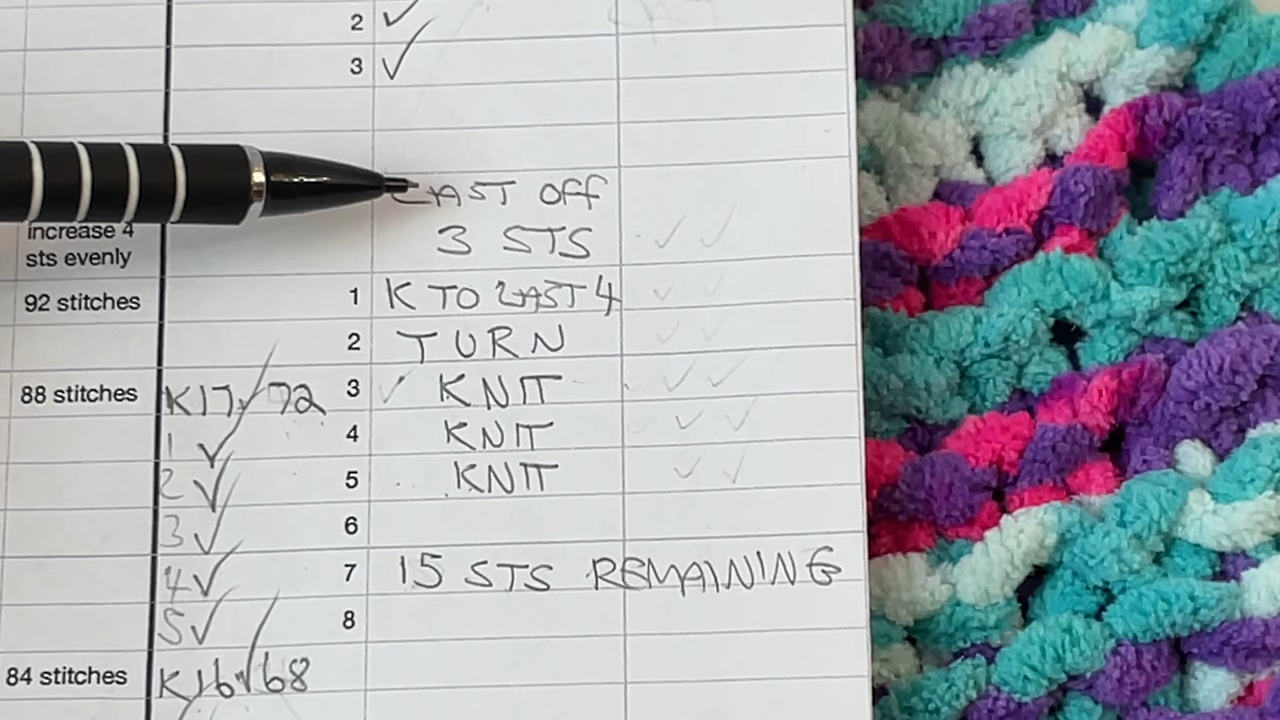 2 ✓
3 ✓
CAST Off
increase 4
3 STS ✓ ✓
sts evenly
92 stitches 1 K TO LAST 4 ✓ ✓
2 TURN ✓ ✓
88 stitches K17 ✓ 72 3 ✓ KNIT ✓ ✓
1 ✓ 4 KNIT ✓ ✓
2 ✓ 5 KNIT ✓ ✓
3 ✓ 6
4 ✓ 7 15 STS REMAINING
5 ✓ 8
84 stitches K16 ✓ 68